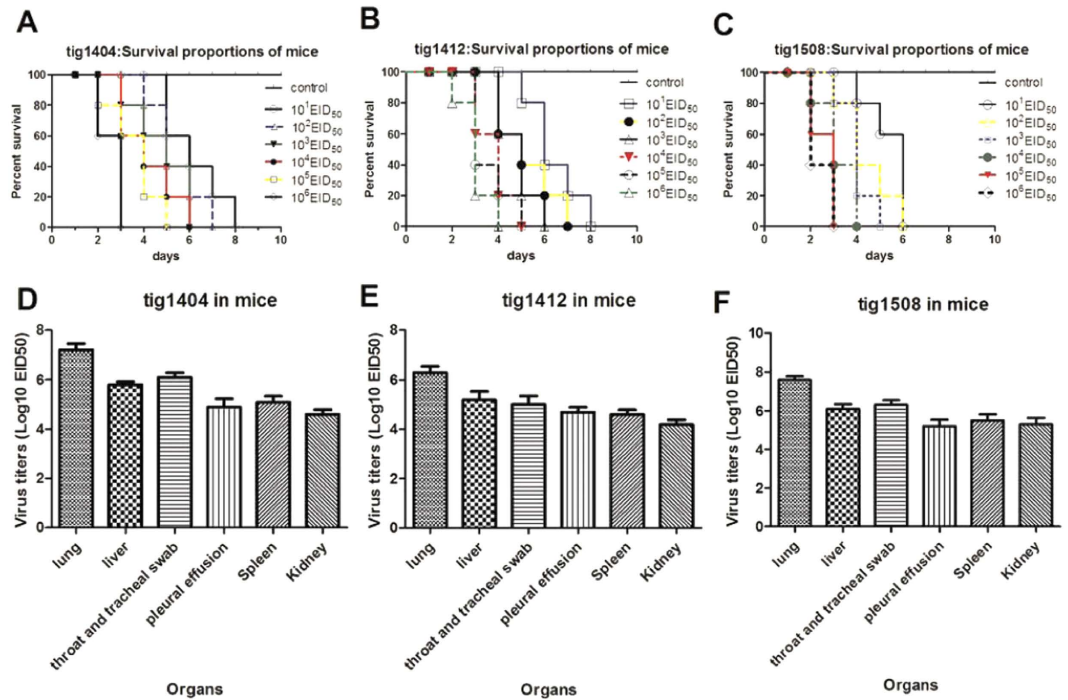 A
tig1404:Survival proportions of mice
Percent survival
100
80
60
40
20
0
0 2 4 6 8 10
days
control
10¹EID50
10²EID50
10³EID50
10⁴EID50
10⁵EID50
10⁶EID50
B
tig1412:Survival proportions of mice
Percent survival
100
80
60
40
20
0
0 2 4 6 8 10
days
control
10¹EID50
10²EID50
10³EID50
10⁴EID50
10⁵EID50
10⁶EID50
C
tig1508:Survival proportions of mice
Percent survival
100
80
60
40
20
0
0 2 4 6 8 10
days
control
10¹EID50
10²EID50
10³EID50
10⁴EID50
10⁵EID50
10⁶EID50
D
tig1404 in mice
Virus titers (Log10 EID50)
8
6
4
2
0
lung
liver
throat and tracheal swab
pleural effusion
Spleen
Kidney
Organs
E
tig1412 in mice
Virus titers (Log10 EID50)
8
6
4
2
0
lung
liver
throat and tracheal swab
pleural effusion
Spleen
Kidney
Organs
F
tig1508 in mice
Virus titers (Log10 EID50)
10
8
6
4
2
0
lung
liver
throat and tracheal swab
pleural effusion
Spleen
Kidney
Organs